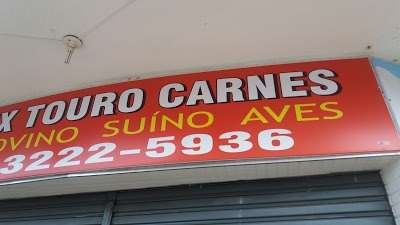 X TOURO CARNES
OVINO SUÍNO AVES
3222-5936